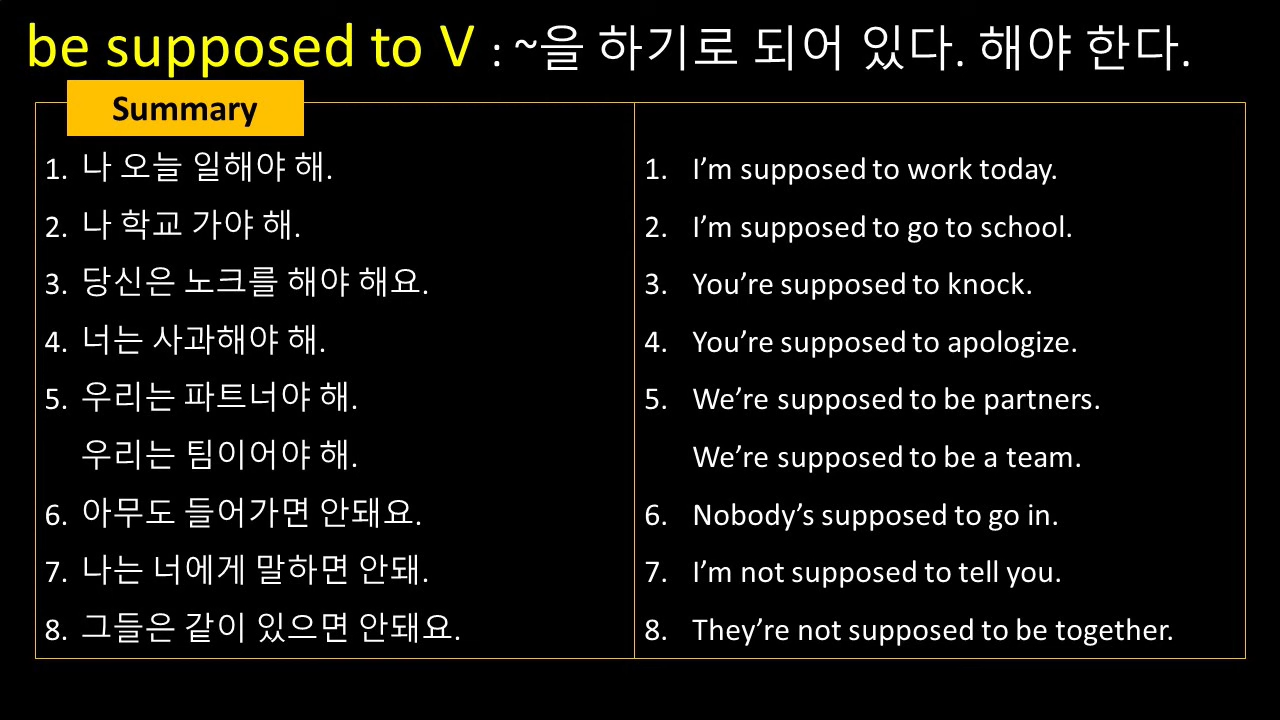 be supposed to V : ~을 하기로 되어 있다. 해야 한다.
Summary
1. 나 오늘 일해야 해.
2. 나 학교 가야 해.
3. 당신은 노크를 해야 해요.
4. 너는 사과해야 해.
5. 우리는 파트너야 해.
우리는 팀이어야 해.
6. 아무도 들어가면 안돼요.
7. 나는 너에게 말하면 안돼.
8. 그들은 같이 있으면 안돼요.
1. I’m supposed to work today.
2. I’m supposed to go to school.
3. You’re supposed to knock.
4. You’re supposed to apologize.
5. We’re supposed to be partners.
We’re supposed to be a team.
6. Nobody’s supposed to go in.
7. I’m not supposed to tell you.
8. They’re not supposed to be together.